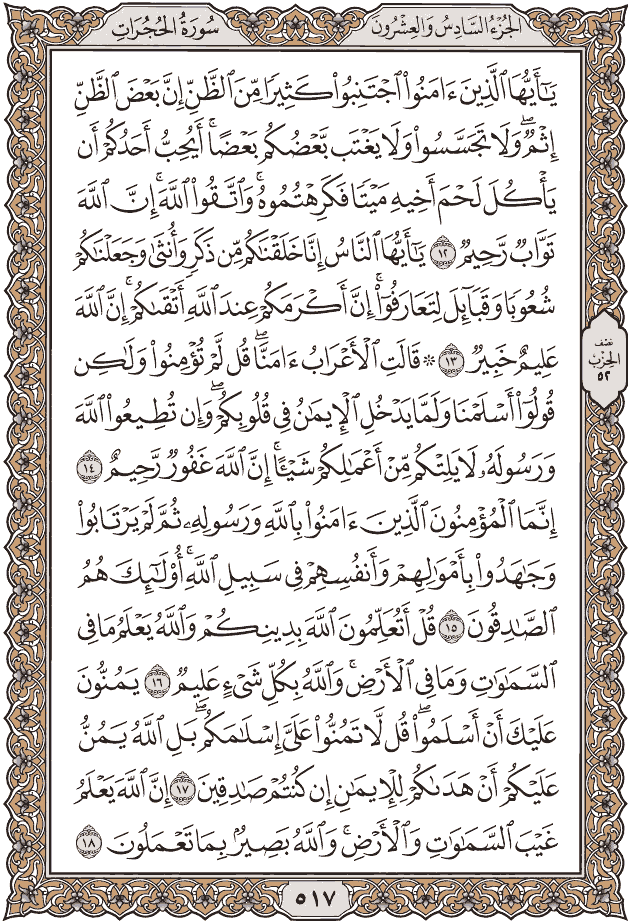 الجُزْءُ السَّادِسُ وَالعِشْرُونَ
سُورَةُ الحُجُرَاتِ
يَـٰٓأَيُّهَا ٱلَّذِينَ ءَامَنُوا۟ ٱجْتَنِبُوا۟ كَثِيرًا مِّنَ ٱلظَّنِّ إِنَّ بَعْضَ ٱلظَّنِّ
إِثْمٌ ۖ وَلَا تَجَسَّسُوا۟ وَلَا يَغْتَب بَّعْضُكُم بَعْضًا ۚ أَيُحِبُّ أَحَدُكُمْ أَن
يَأْكُلَ لَحْمَ أَخِيهِ مَيْتًا فَكَرِهْتُمُوهُ ۚ وَٱتَّقُوا۟ ٱللَّهَ ۚ إِنَّ ٱللَّهَ
تَوَّابٌ رَّحِيمٌ ١٢ يَـٰٓأَيُّهَا ٱلنَّاسُ إِنَّا خَلَقْنَـٰكُم مِّن ذَكَرٍ وَأُنثَىٰ وَجَعَلْنَـٰكُمْ
شُعُوبًا وَقَبَآئِلَ لِتَعَارَفُوٓا۟ ۚ إِنَّ أَكْرَمَكُمْ عِندَ ٱللَّهِ أَتْقَىٰكُمْ ۚ إِنَّ ٱللَّهَ
عَلِيمٌ خَبِيرٌ ١٣ ۞ قَالَتِ ٱلْأَعْرَابُ ءَامَنَّا ۖ قُل لَّمْ تُؤْمِنُوا۟ وَلَـٰكِن
قُولُوٓا۟ أَسْلَمْنَا وَلَمَّا يَدْخُلِ ٱلْإِيمَـٰنُ فِى قُلُوبِكُمْ ۖ وَإِن تُطِيعُوا۟ ٱللَّهَ
وَرَسُولَهُۥ لَا يَلِتْكُم مِّنْ أَعْمَـٰلِكُمْ شَيْـًٔا ۚ إِنَّ ٱللَّهَ غَفُورٌ رَّحِيمٌ ١٤
إِنَّمَا ٱلْمُؤْمِنُونَ ٱلَّذِينَ ءَامَنُوا۟ بِٱللَّهِ وَرَسُولِهِۦ ثُمَّ لَمْ يَرْتَابُوا۟
وَجَـٰهَدُوا۟ بِأَمْوَٰلِهِمْ وَأَنفُسِهِمْ فِى سَبِيلِ ٱللَّهِ ۚ أُو۟لَـٰٓئِكَ هُمُ
ٱلصَّـٰدِقُونَ ١٥ قُلْ أَتُعَلِّمُونَ ٱللَّهَ بِدِينِكُمْ وَٱللَّهُ يَعْلَمُ مَا فِى
ٱلسَّمَـٰوَٰتِ وَمَا فِى ٱلْأَرْضِ ۚ وَٱللَّهُ بِكُلِّ شَىْءٍ عَلِيمٌ ١٦ يَمُنُّونَ
عَلَيْكَ أَنْ أَسْلَمُوا۟ ۖ قُل لَّا تَمُنُّوا۟ عَلَىَّ إِسْلَـٰمَكُم ۖ بَلِ ٱللَّهُ يَمُنُّ
عَلَيْكُمْ أَنْ هَدَىٰكُمْ لِلْإِيمَـٰنِ إِن كُنتُمْ صَـٰدِقِينَ ١٧ إِنَّ ٱللَّهَ يَعْلَمُ
غَيْبَ ٱلسَّمَـٰوَٰتِ وَٱلْأَرْضِ ۚ وَٱللَّهُ بَصِيرٌۢ بِمَا تَعْمَلُونَ ١٨
نصف
الحزب
٥٢
٥١٧